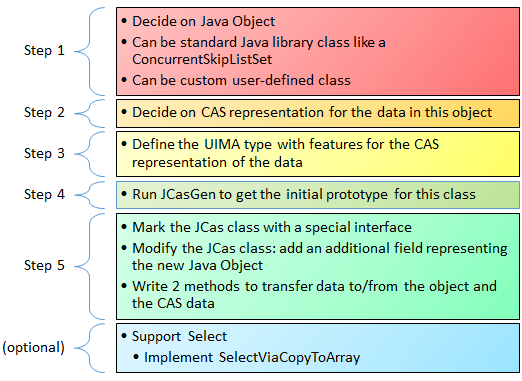 Step 1
• Decide on Java Object
• Can be standard Java library class like a
ConcurrentSkipListSet
• Can be custom user-defined class
Step 2
• Decide on CAS representation for the data in this object
Step 3
• Define the UIMA type with features for the CAS
representation of the data
Step 4
• Run JCasGen to get the initial prototype for this class
Step 5
• Mark the JCas class with a special interface
• Modify the JCas class: add an additional field representing
the new Java Object
• Write 2 methods to transfer data to/from the object and
the CAS data
(optional)
• Support Select
• Implement SelectViaCopyToArray